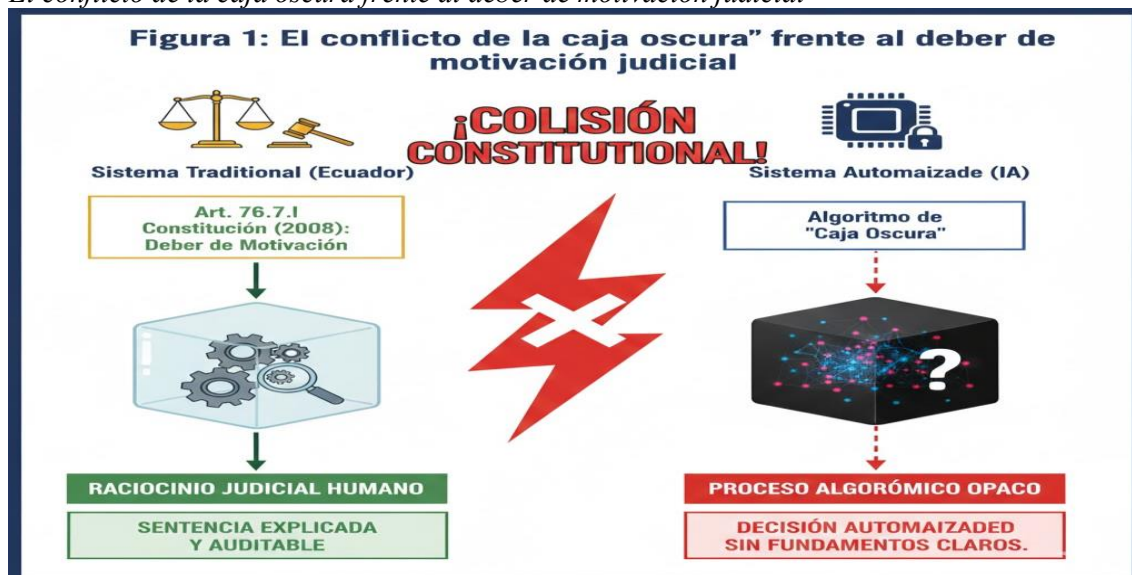 El conflicto de la caja oscura frente al deber de motivación judicial
Figura 1: El conflicto de la caja oscura” frente al deber de
motivación judicial
¡COLISIÓN
CONSTITUTIONAL!
Sistema Traditional (Ecuador)
Art. 76.7.l
Constitución (2008):
Deber de Motivación
RACIOCINIO JUDICIAL HUMANO
SENTENCIA EXPLICADA
Y AUDITABLE
Sistema Automaizade (IA)
Algoritmo de
"Caja Oscura"
?
PROCESO ALGORÓMICO OPACO
DECISIÓN AUTOMAIZADED
SIN FUNDAMENTOS CLAROS.